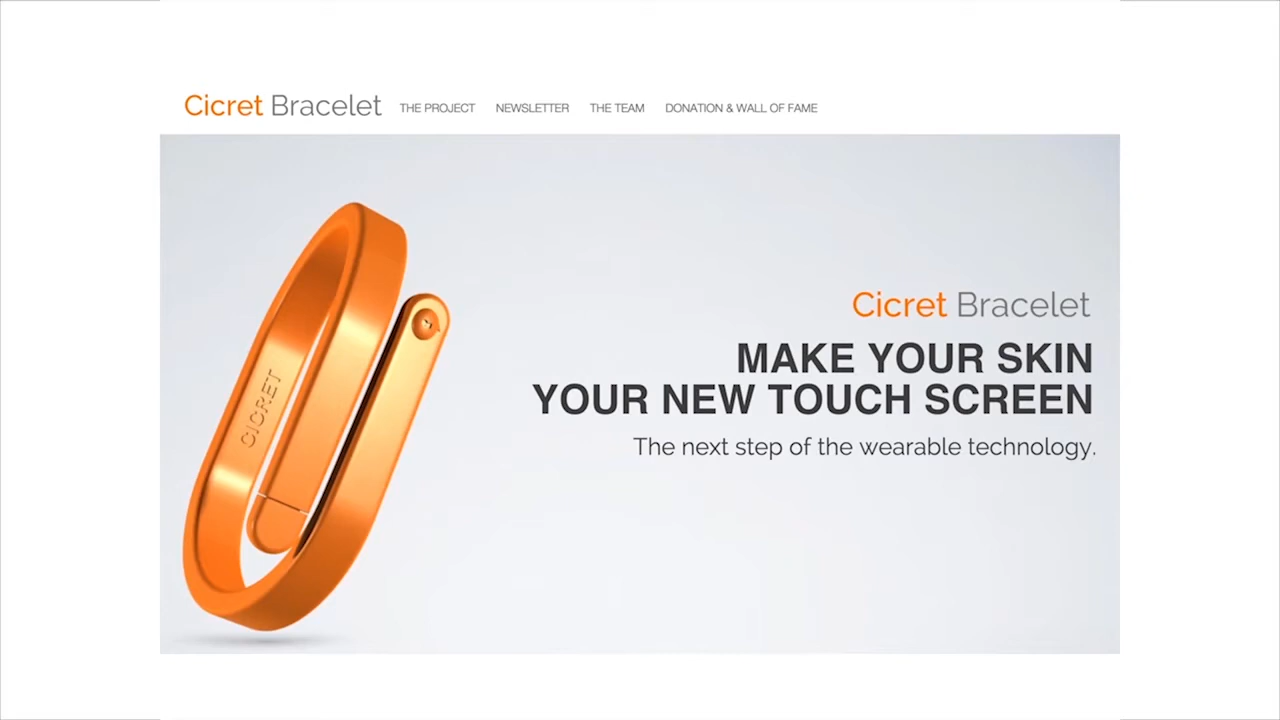 Cicret Bracelet THE PROJECT NEWSLETTER THE TEAM DONATION & WALL OF FAME
CICRET
Cicret Bracelet
MAKE YOUR SKIN
YOUR NEW TOUCH SCREEN
The next step of the wearable technology.